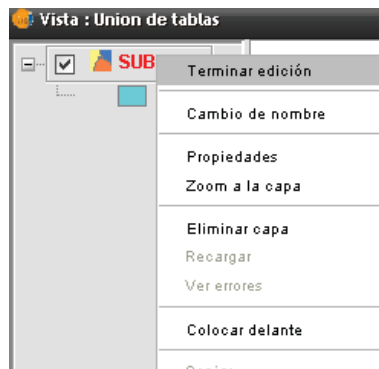 Vista : Union de tablas
SUB
Terminar edición
Cambio de nombre
Propiedades
Zoom a la capa
Eliminar capa
Recargar
Ver errores
Colocar delante